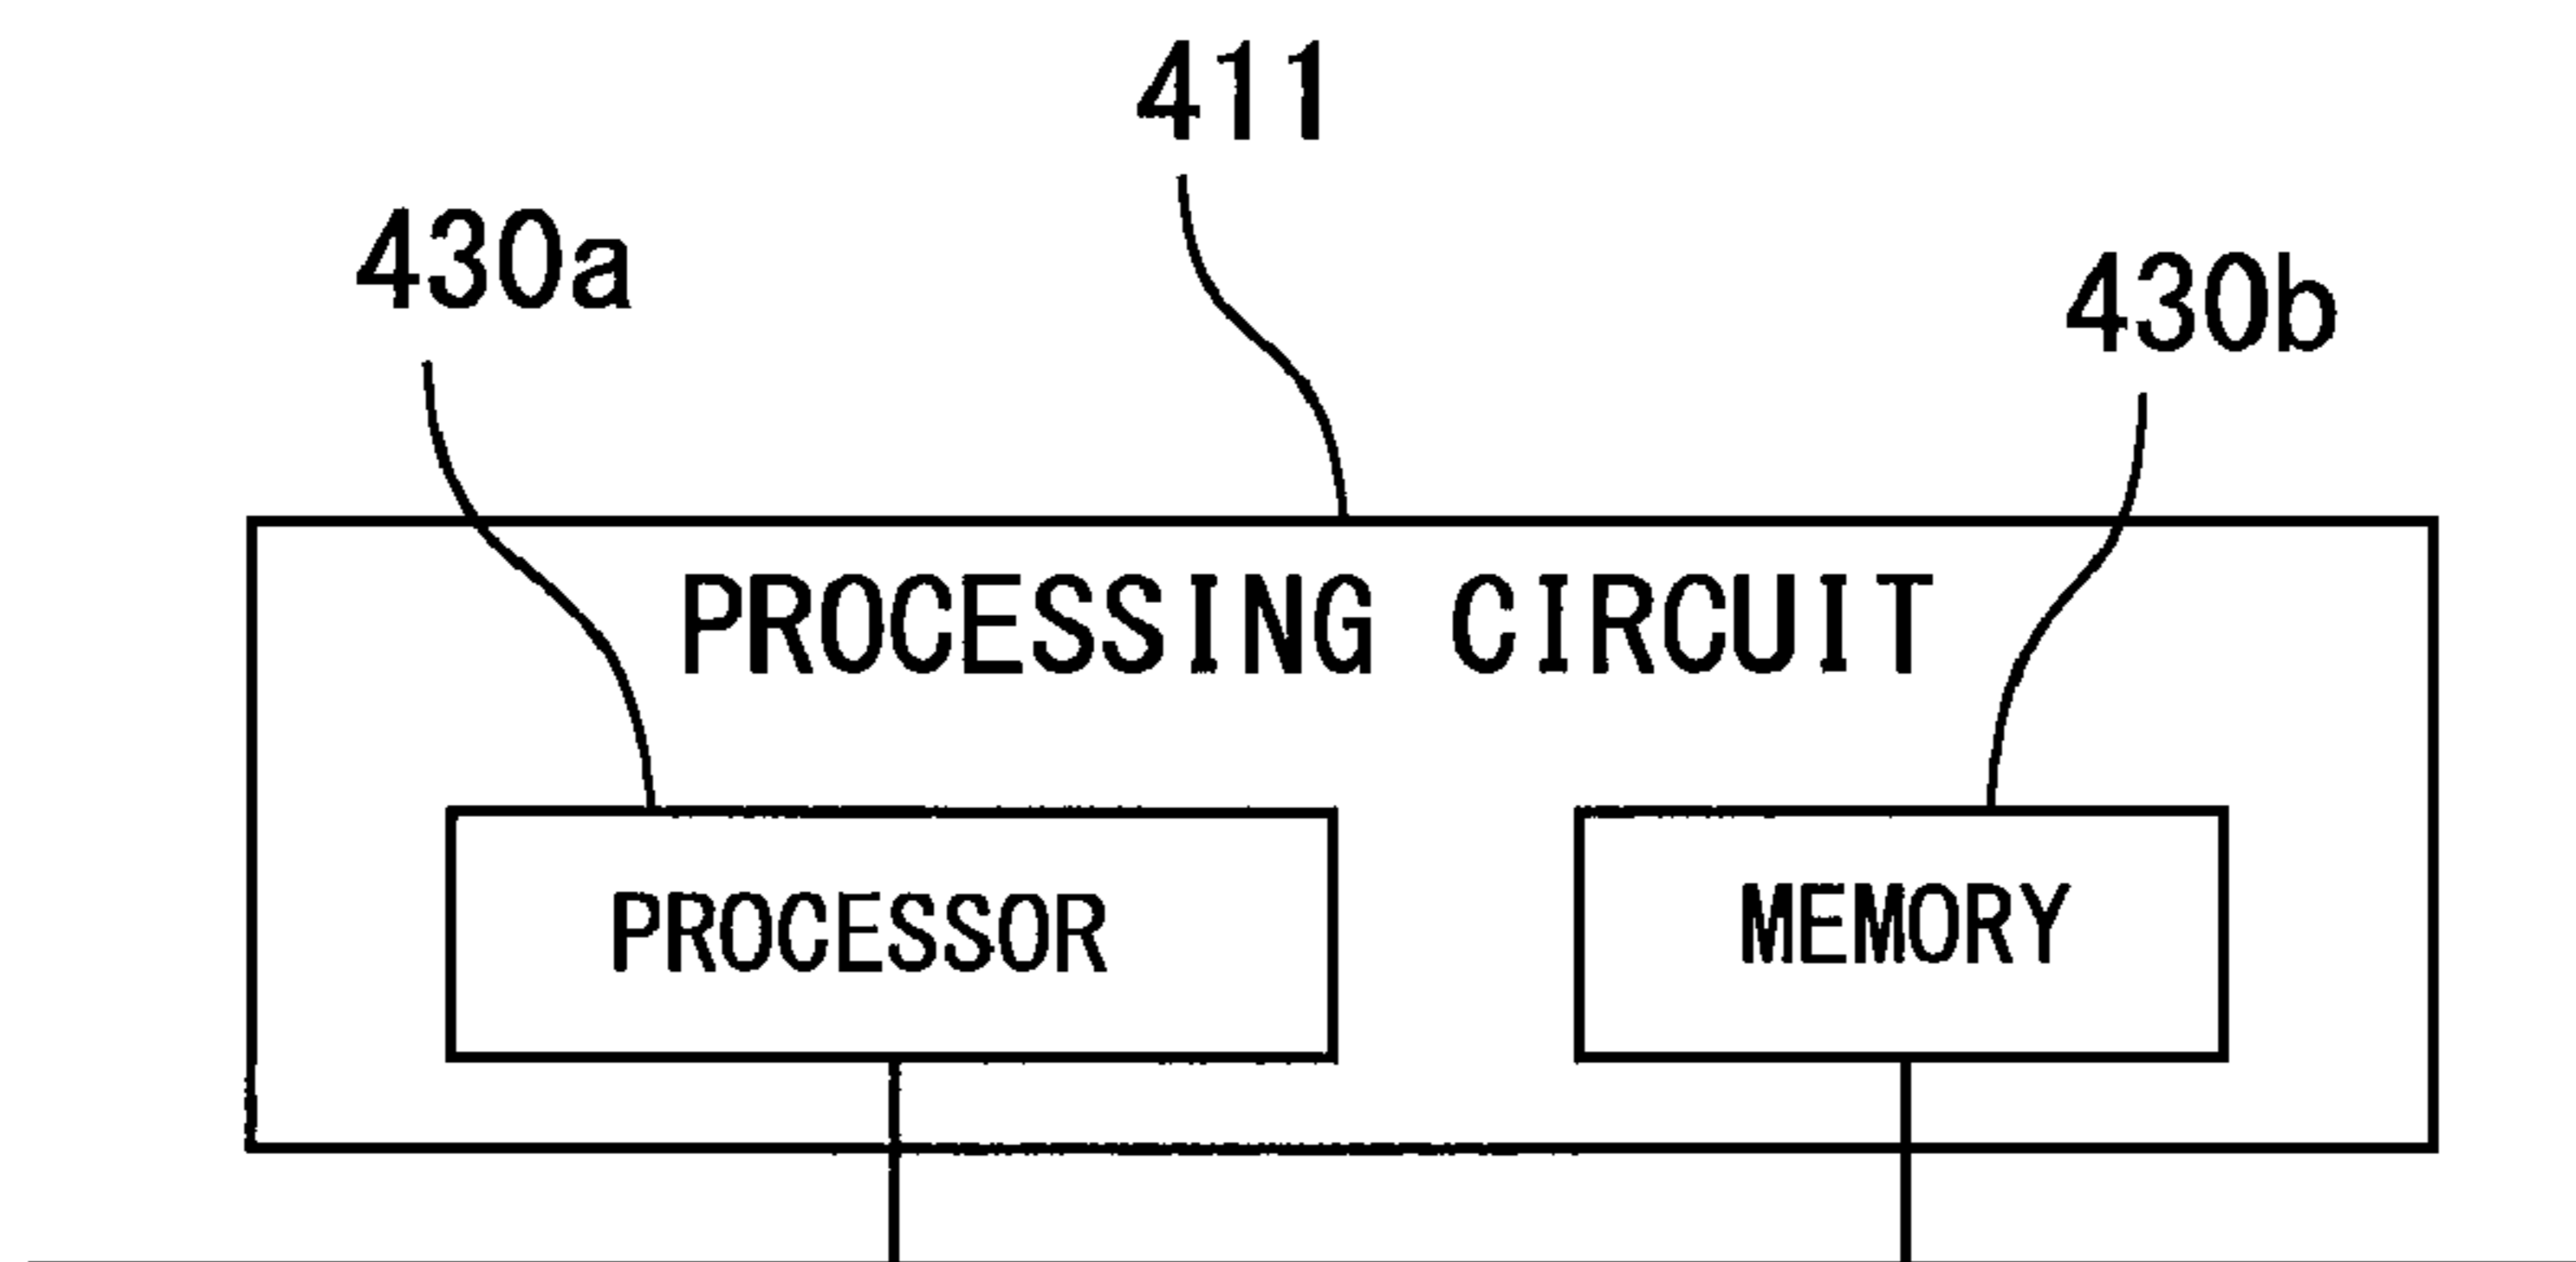 411
430a
430b
PROCESSING CIRCUIT
PROCESSOR
MEMORY